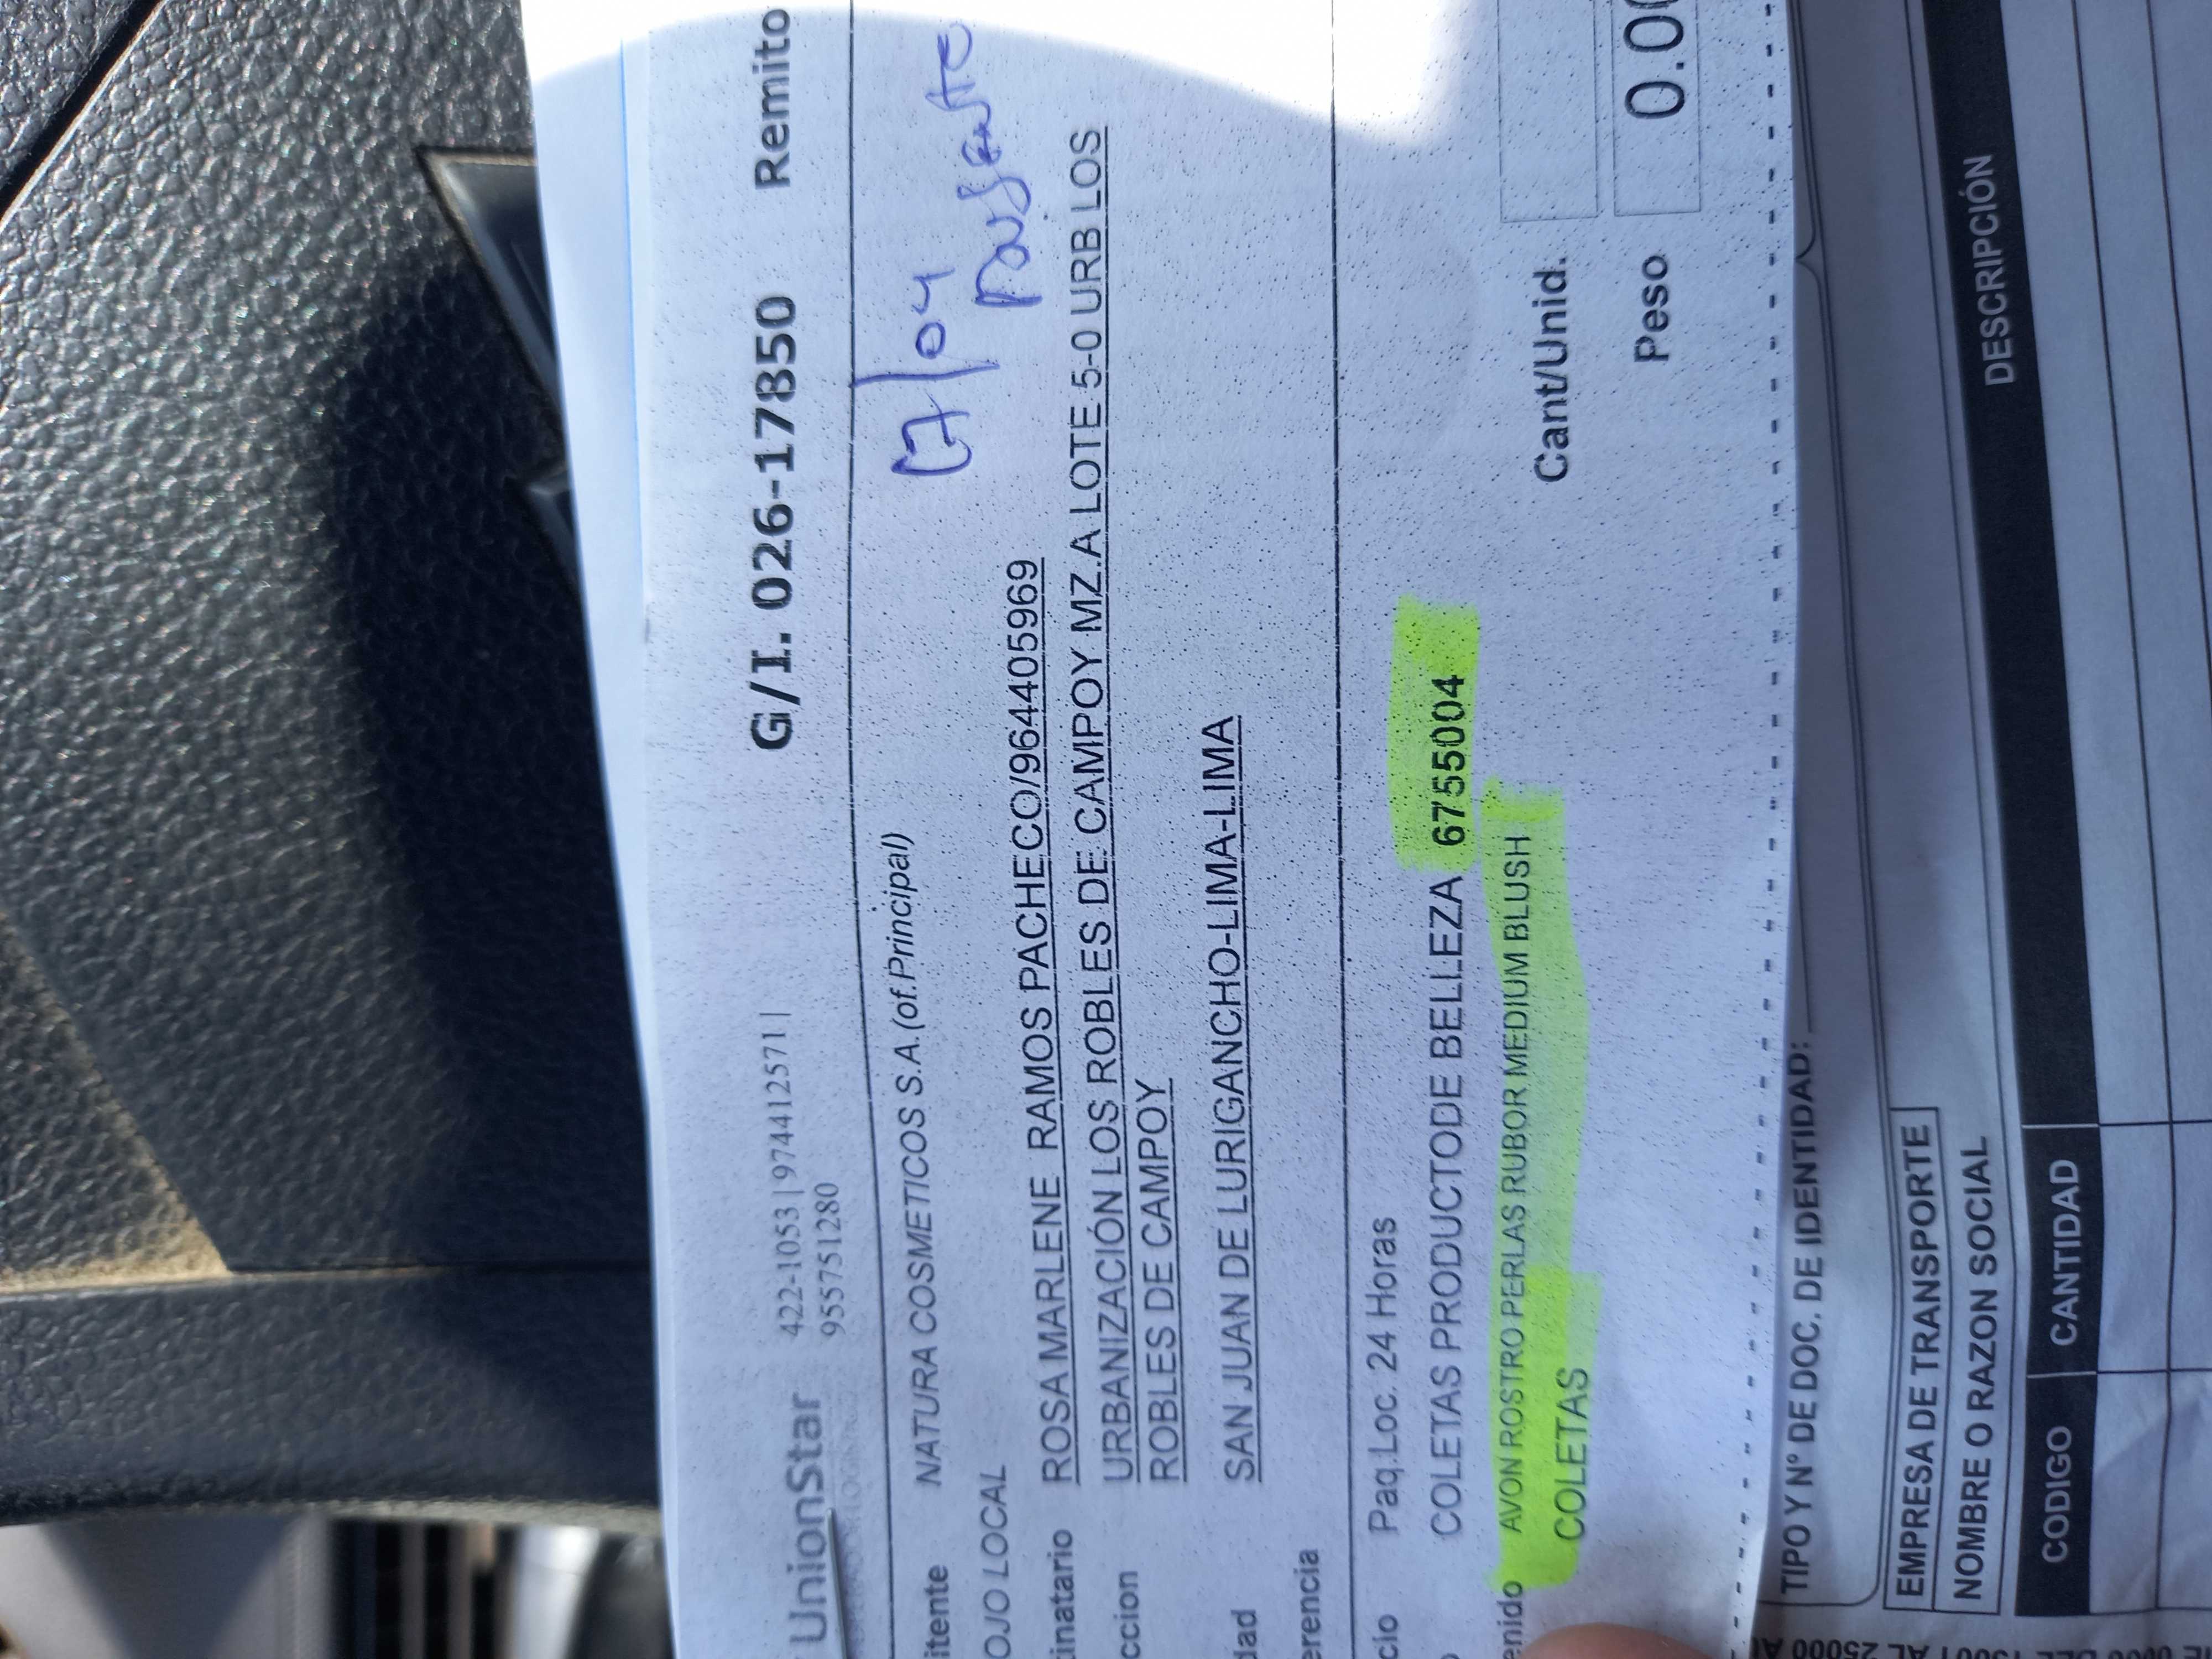 UnionStar 422-1053 | 974412571 | G/I. 026-17850 Remito
955751280
itente NATURA COSMETICOS S.A.(of.Principal) 17/04
OJO LOCAL
tinatario ROSA MARLENE RAMOS PACHECO/964405969
ccion URBANIZACIÓN LOS ROBLES DE CAMPOY MZ.A LOTE 5-0 URB LOS
ROBLES DE CAMPOY
dad SAN JUAN DE LURIGANCHO-LIMA-LIMA
erencia
cio Paq.Loc. 24 Horas
COLETAS PRODUCTODE BELLEZA 6755004
enido AVON ROSTRO PERLAS RUBOR MEDIUM BLUSH Cant/Unid.
COLETAS
Peso 0.00
TIPO Y Nº DE DOC. DE IDENTIDAD:
EMPRESA DE TRANSPORTE
NOMBRE O RAZON SOCIAL
CODIGO CANTIDAD DESCRIPCIÓN